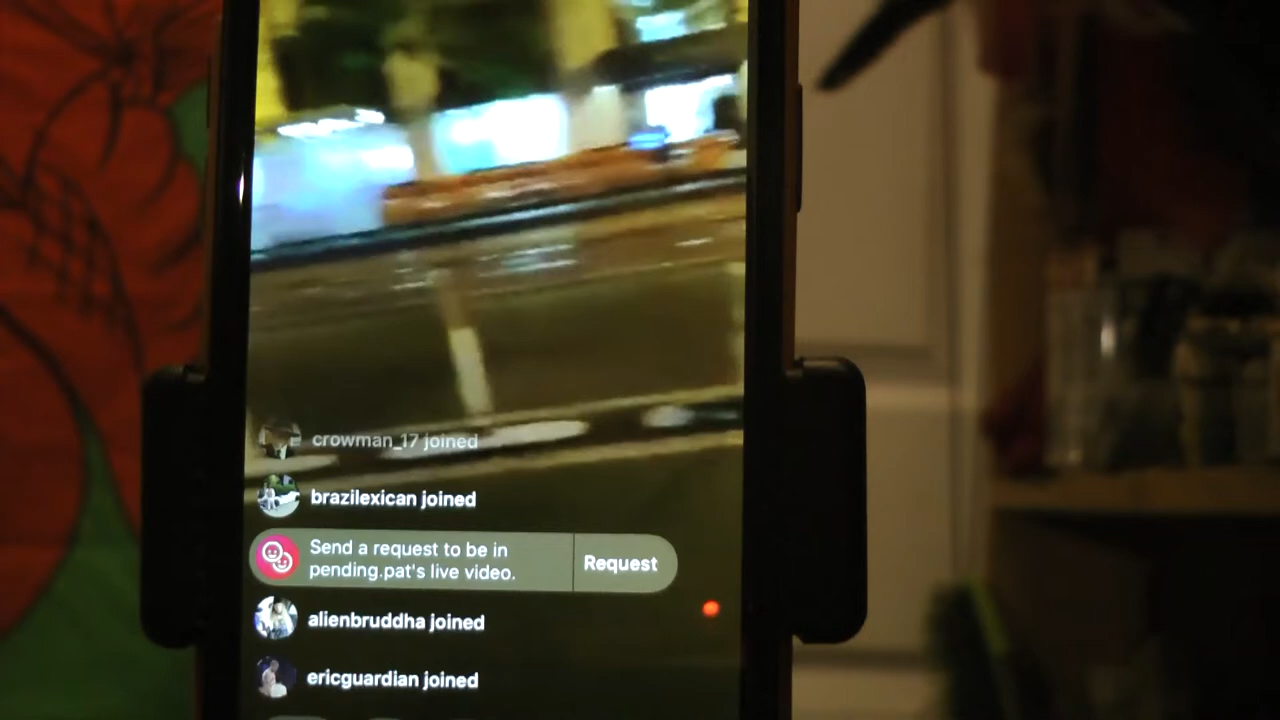 crowman_17 joined
brazilexican joined
Send a request to be in
pending.pat's live video.
Request
alienbruddha joined
ericguardian joined